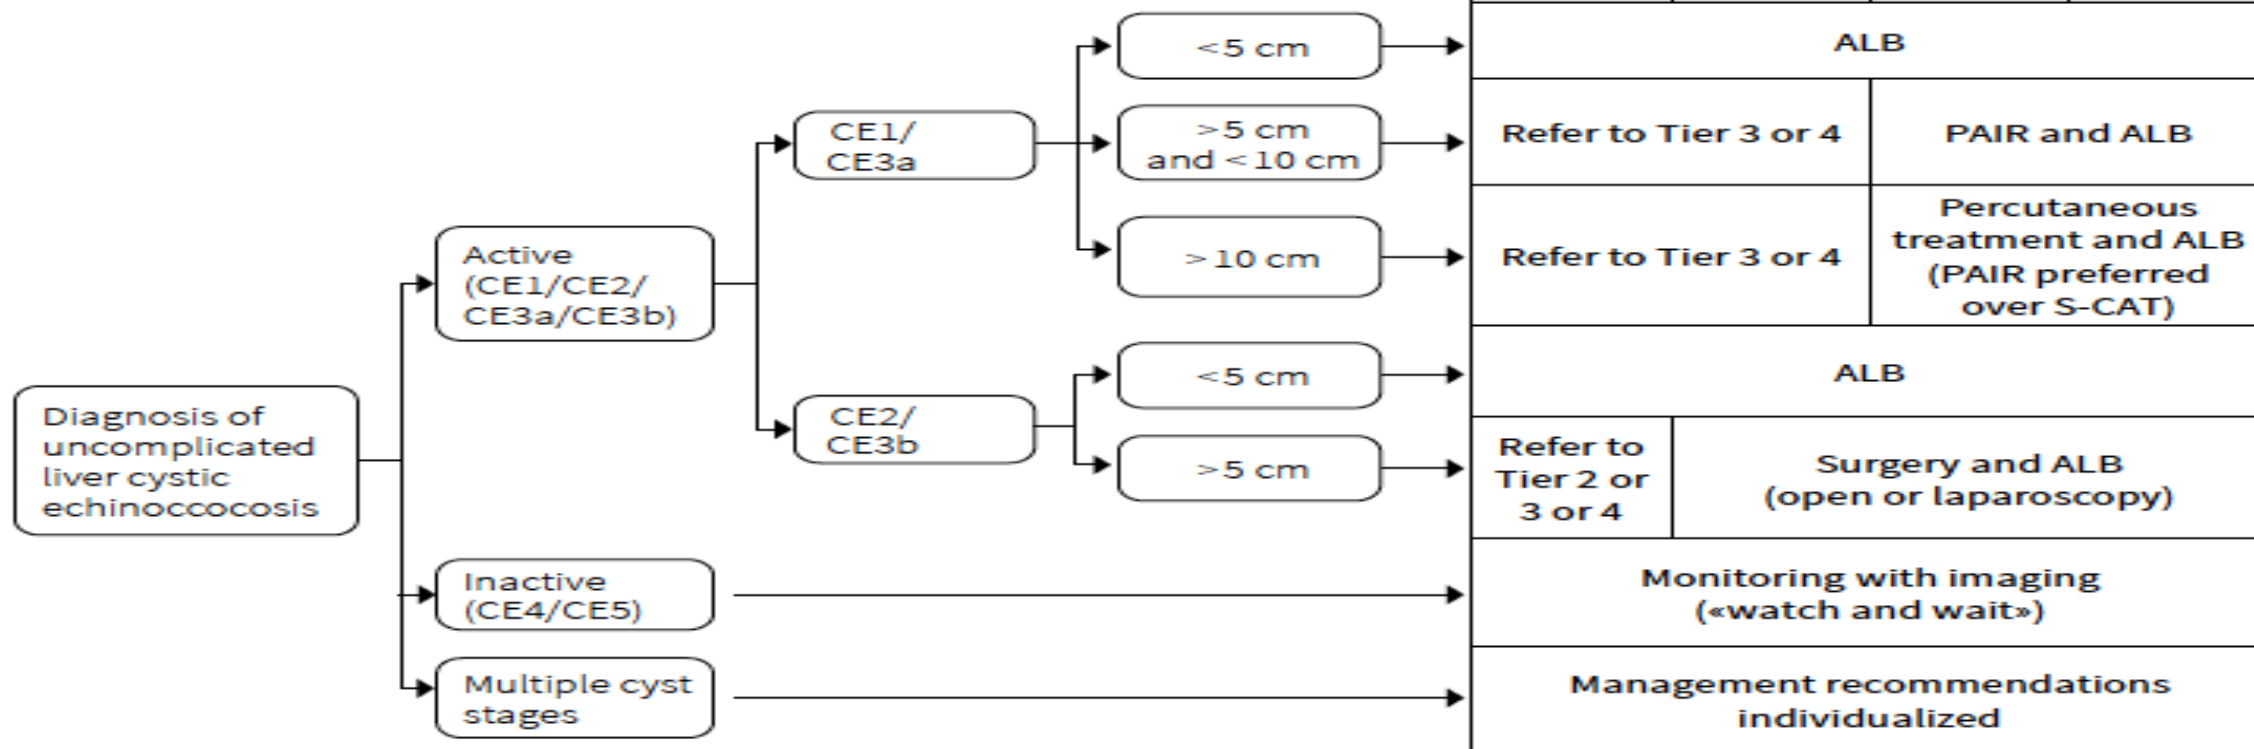 Diagnosis of
uncomplicated
liver cystic
echinoccocosis
Active
(CE1/CE2/
CE3a/CE3b)
CE1/
CE3a
<5 cm
ALB
>5 cm
and <10 cm
Refer to Tier 3 or 4
PAIR and ALB
>10 cm
Refer to Tier 3 or 4
Percutaneous
treatment and ALB
(PAIR preferred
over S-CAT)
CE2/
CE3b
<5 cm
ALB
>5 cm
Refer to
Tier 2 or
3 or 4
Surgery and ALB
(open or laparoscopy)
Inactive
(CE4/CE5)
Monitoring with imaging
(«watch and wait»)
Multiple cyst
stages
Management recommendations
individualized